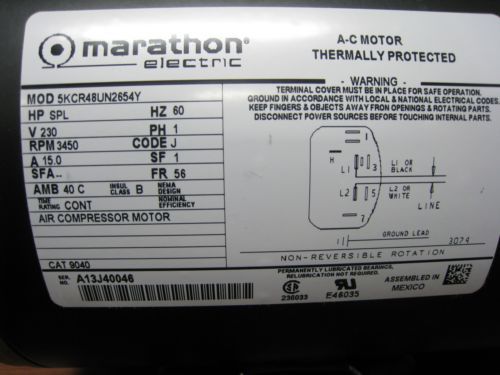 marathon
electric
A-C MOTOR
THERMALLY PROTECTED
- WARNING -
TERMINAL COVER MUST BE IN PLACE FOR SAFE OPERATION.
GROUND IN ACCORDANCE WITH LOCAL & NATIONAL ELECTRICAL CODES.
KEEP FINGERS & OBJECTS AWAY FROM OPENINGS & ROTATING PARTS.
DISCONNECT POWER SOURCES BEFORE TOUCHING INTERNAL PARTS.
MOD 5KCR48UN2654Y
HP SPL HZ 60
V 230 PH 1
RPM 3450 CODE J
A 15.0 SF 1
SFA -- FR 56
AMB 40 C INSUL CLASS B NEMA DESIGN
TIME RATING CONT NOMINAL EFFICIENCY
AIR COMPRESSOR MOTOR
CAT 9040
SER. NO. A13J40046
1
H
L1 3
L1 OR BLACK
L2 5
L2 OR WHITE
LINE
7
GROUND LEAD
3074
NON-REVERSIBLE ROTATION
PERMANENTLY LUBRICATED BEARINGS,
RELUBRICATION NOT REQUIRED.
236033
E46035
ASSEMBLED IN
MEXICO